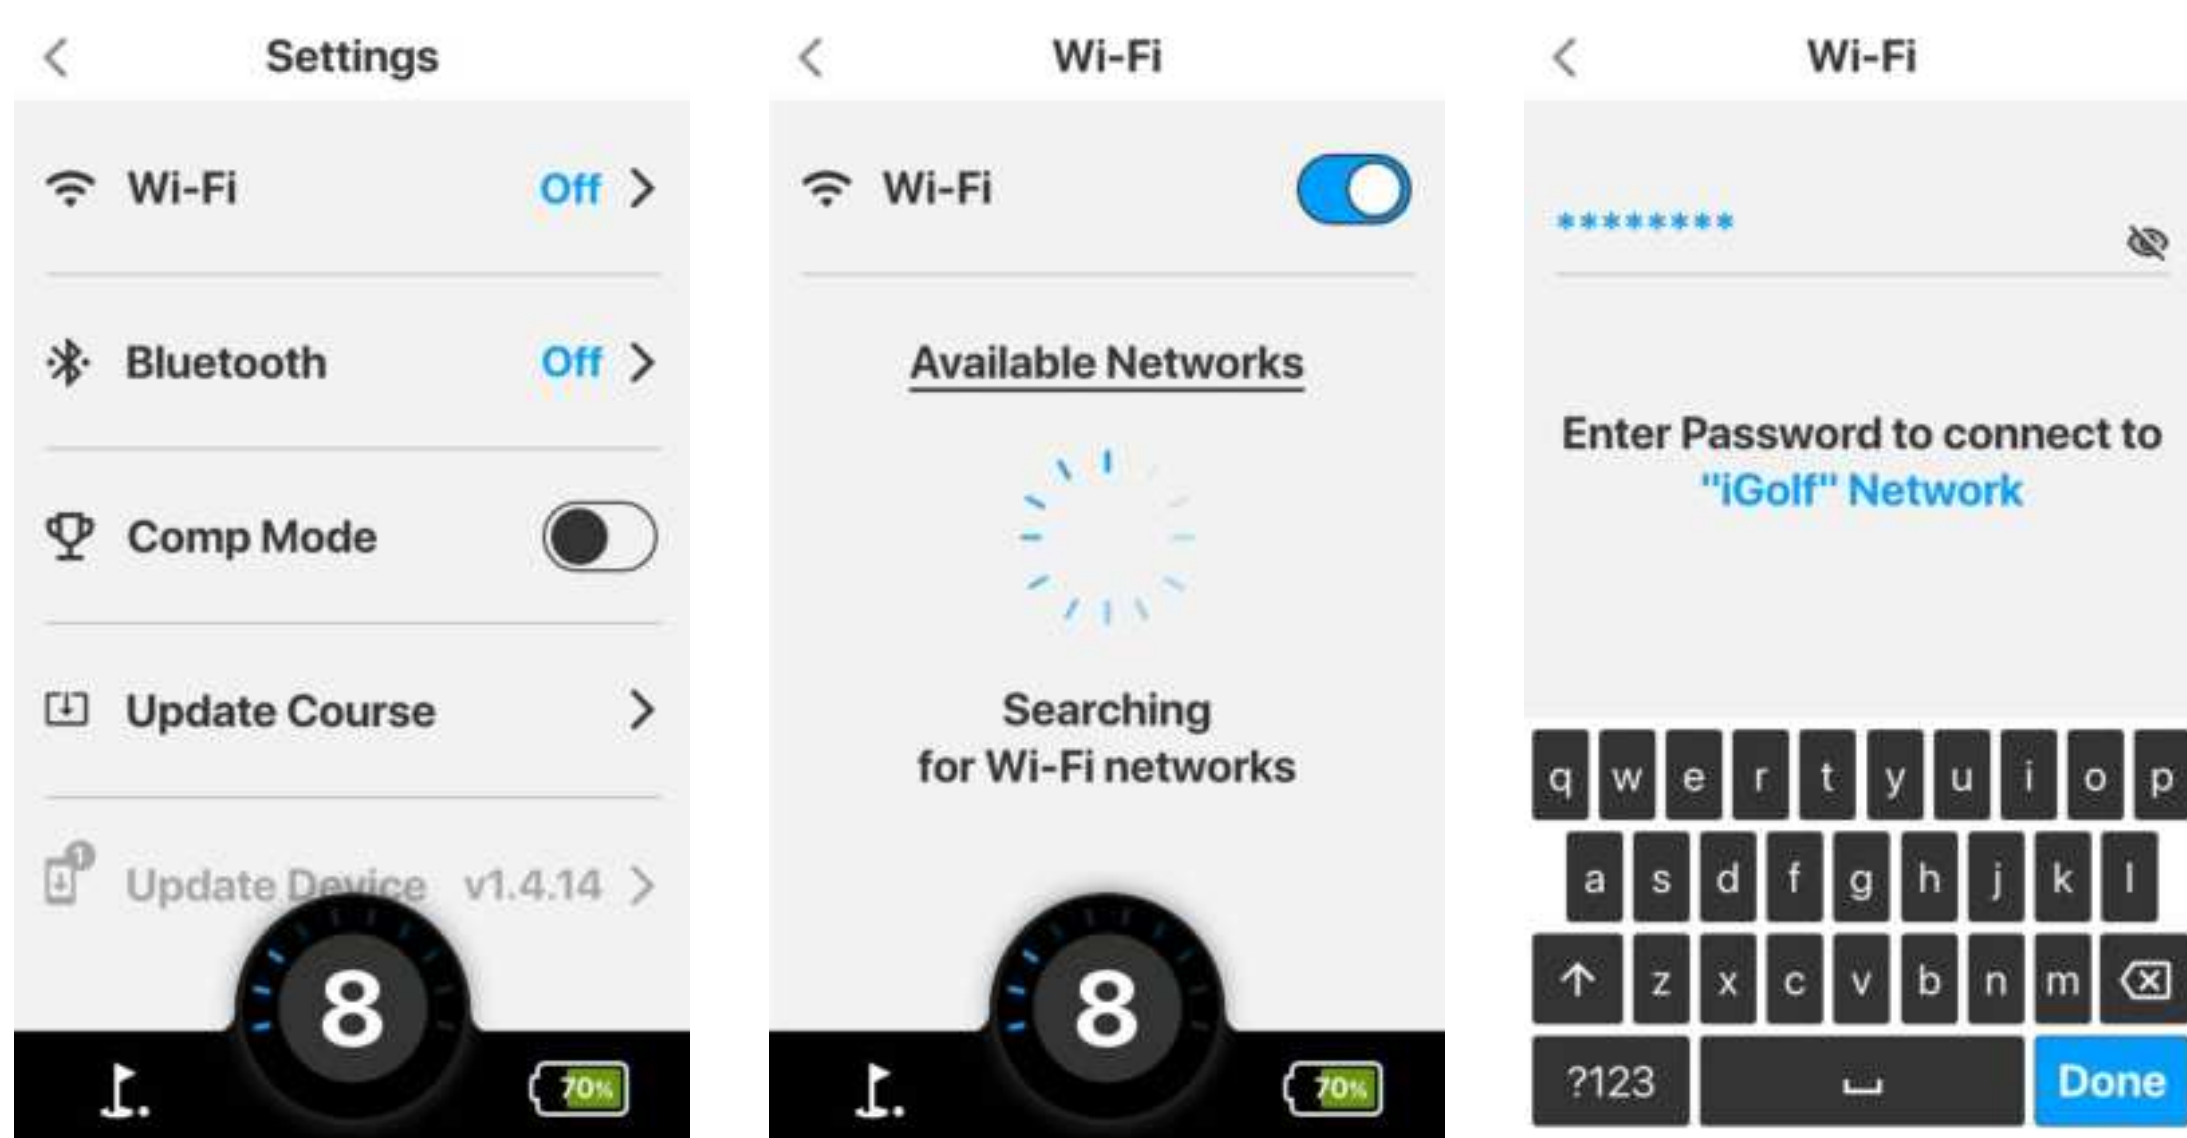 Settings
Wi-Fi Off
Bluetooth Off
Comp Mode
Update Course
1
Update Device v1.4.14
8
70%
Wi-Fi
Wi-Fi
Available Networks
Searching
for Wi-Fi networks
8
70%
Wi-Fi
********
Enter Password to connect to
"iGolf" Network
q w e r t y u i o p
a s d f g h j k l
z x c v b n m
?123 Done